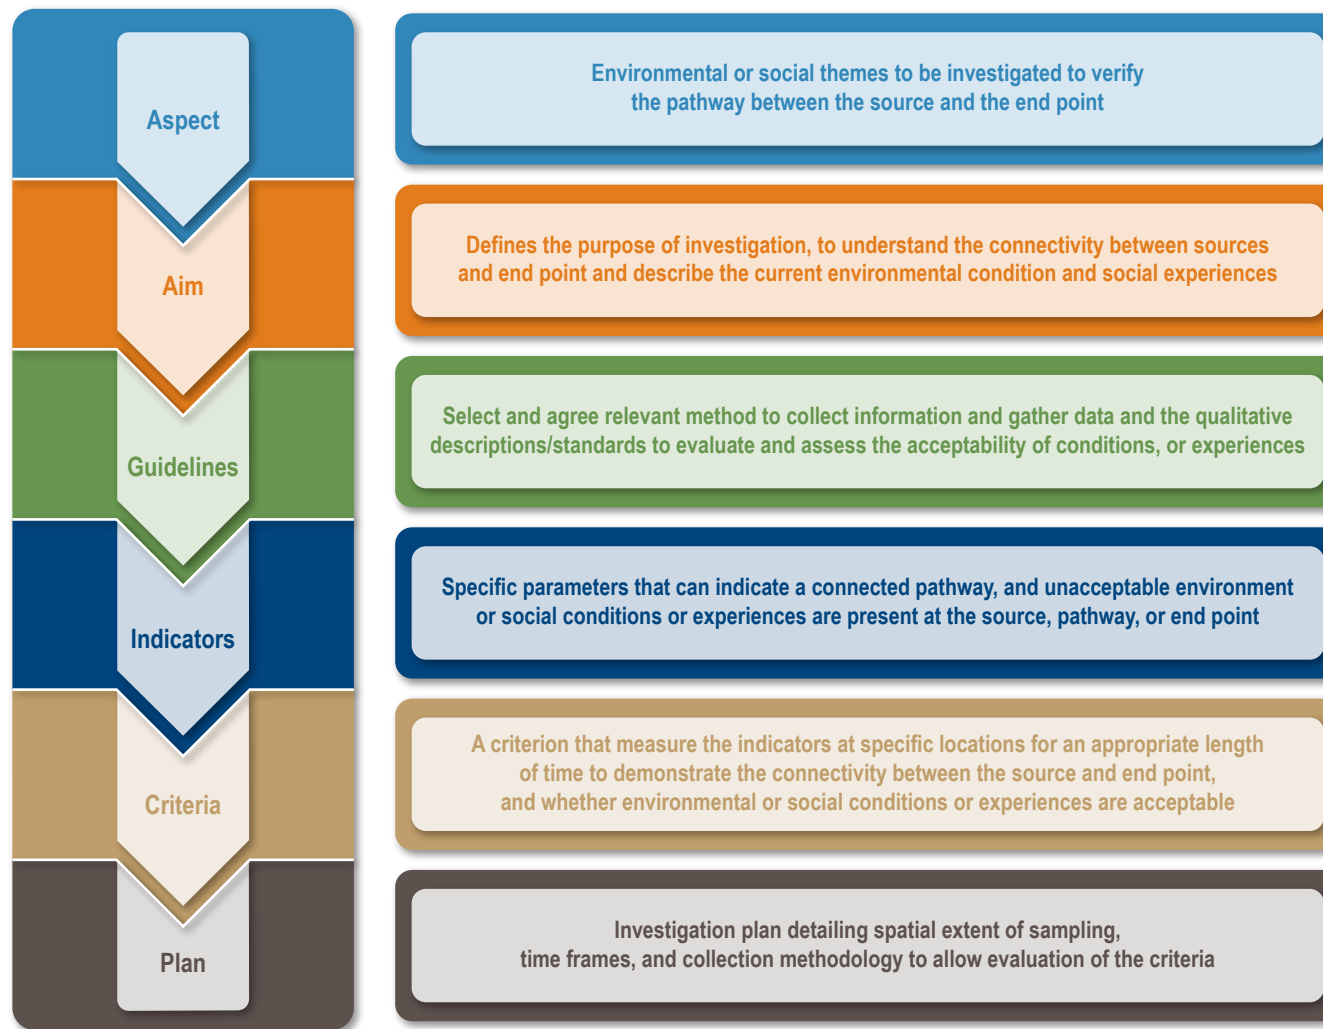 Aspect
Environmental or social themes to be investigated to verify
the pathway between the source and the end point
Aim
Defines the purpose of investigation, to understand the connectivity between sources
and end point and describe the current environmental condition and social experiences
Guidelines
Select and agree relevant method to collect information and gather data and the qualitative
descriptions/standards to evaluate and assess the acceptability of conditions, or experiences
Indicators
Specific parameters that can indicate a connected pathway, and unacceptable environment
or social conditions or experiences are present at the source, pathway, or end point
Criteria
A criterion that measure the indicators at specific locations for an appropriate length
of time to demonstrate the connectivity between the source and end point,
and whether environmental or social conditions or experiences are acceptable
Plan
Investigation plan detailing spatial extent of sampling,
time frames, and collection methodology to allow evaluation of the criteria